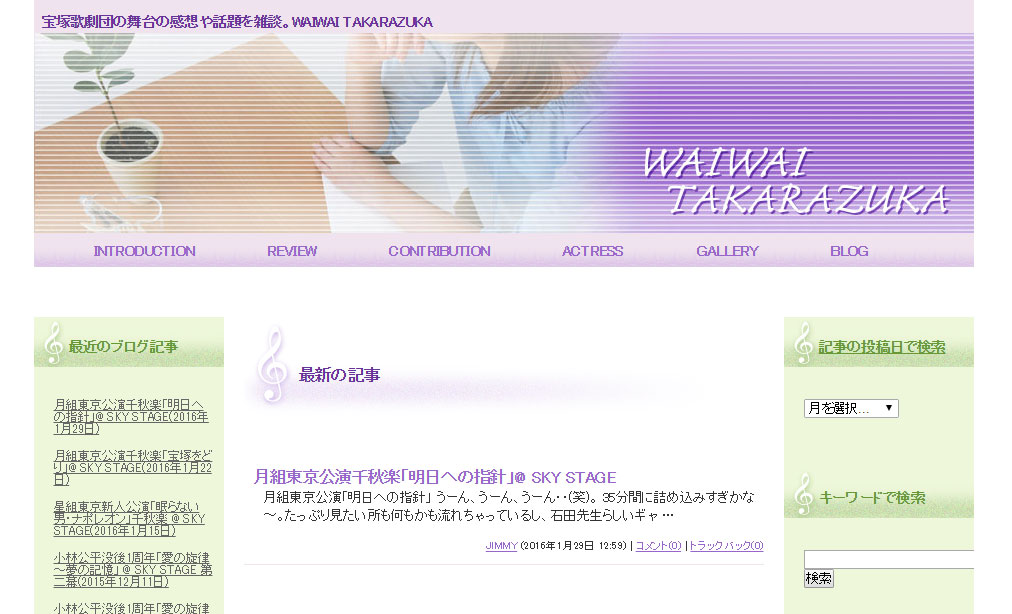 宝塚歌劇団の舞台の感想や話題を雑談。WAIWAI TAKARAZUKA
WAIWAI
TAKARAZUKA
INTRODUCTION REVIEW CONTRIBUTION ACTRESS GALLERY BLOG
最近のブログ記事
月組東京公演千秋楽「明日へ
の指針」@ SKY STAGE(2016年
1月29日)
月組東京公演千秋楽「宝塚をど
り」@ SKY STAGE(2016年1月22
日)
星組東京新人公演「眠らない
男・ナポレオン」千秋楽 @ SKY
STAGE(2016年1月15日)
小林公平没後1周年「愛の旋律
～夢の記憶」 @ SKY STAGE 第
二幕(2015年12月11日)
小林公平没後1周年「愛の旋律
最新の記事
月組東京公演千秋楽「明日への指針」@ SKY STAGE
月組東京公演「明日への指針」 うーん、うーん、うーん・・(笑)。 35分間に詰め込みすぎかな
～。たっぷり見たい所も何もかも流れちゃっているし、石田先生らしいギャ …
JIMMY (2016年1月29日 12:59) | コメント(0) | トラックバック(0)
記事の投稿日で検索
月を選択... ▼
キーワードで検索
検索